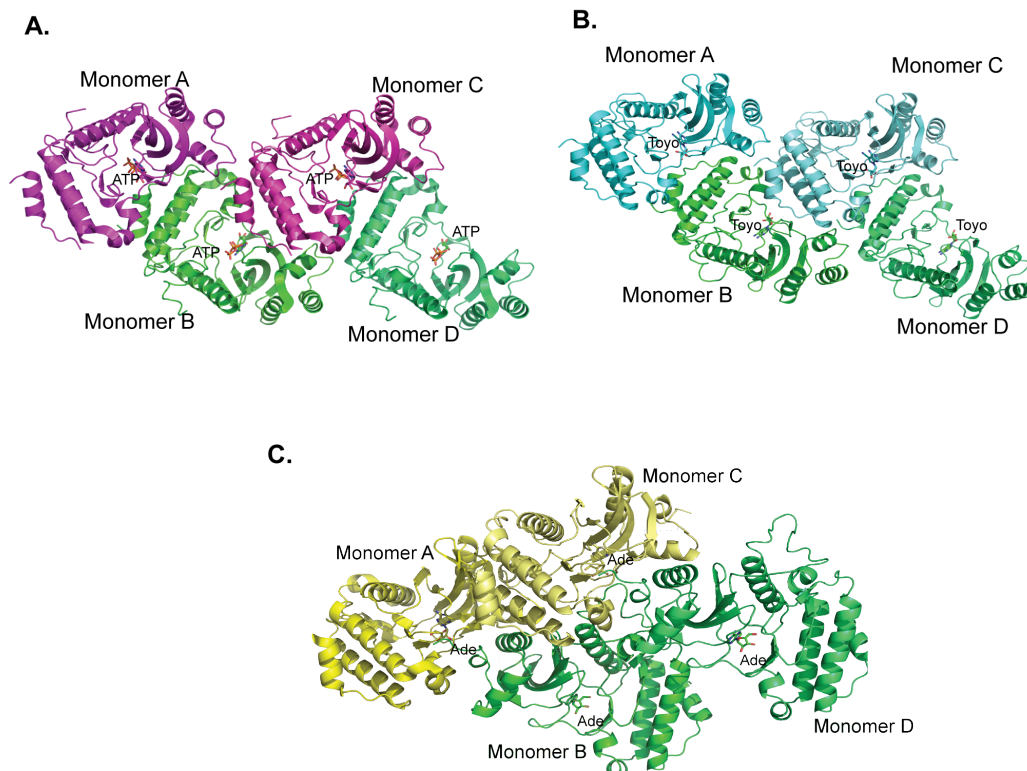 A.
Monomer A
Monomer C
ATP
ATP
ATP
ATP
Monomer B
Monomer D
B.
Monomer A
Monomer C
Toyo
Toyo
Toyo
Toyo
Monomer B
Monomer D
C.
Monomer C
Monomer A
Ade
Ade
Ade
Ade
Monomer D
Monomer B